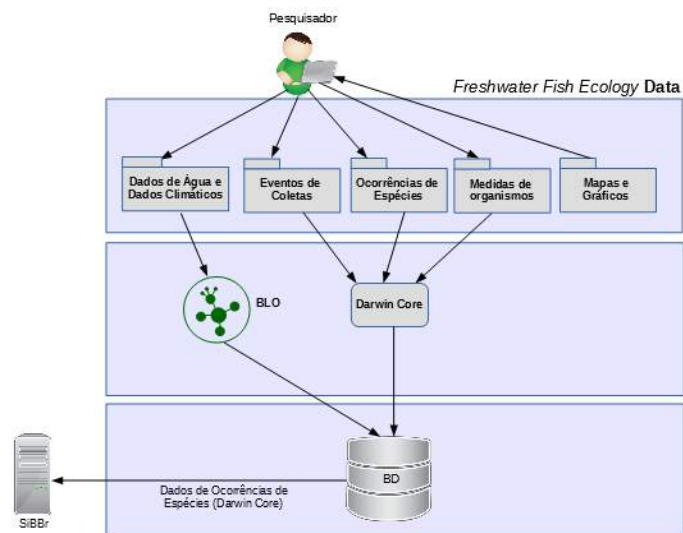 Pesquisador
Freshwater Fish Ecology Data
Dados de Água e
Dados Climáticos
Eventos de
Coletas
Ocorrências de
Espécies
Medidas de
organismos
Mapas e
Gráficos
BLO
Darwin Core
BD
Dados de Ocorrências de
Espécies (Darwin Core)
SiBBr